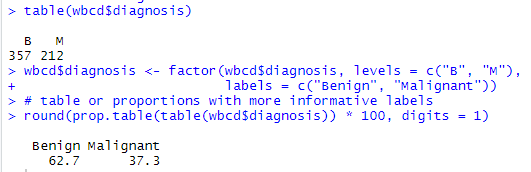 > table(wbcd$diagnosis)
B M
357 212
> wbcd$diagnosis <- factor(wbcd$diagnosis, levels = c("B", "M"),
+ labels = c("Benign", "Malignant"))
> # table or proportions with more informative labels
> round(prop.table(table(wbcd$diagnosis)) * 100, digits = 1)
Benign Malignant
62.7 37.3